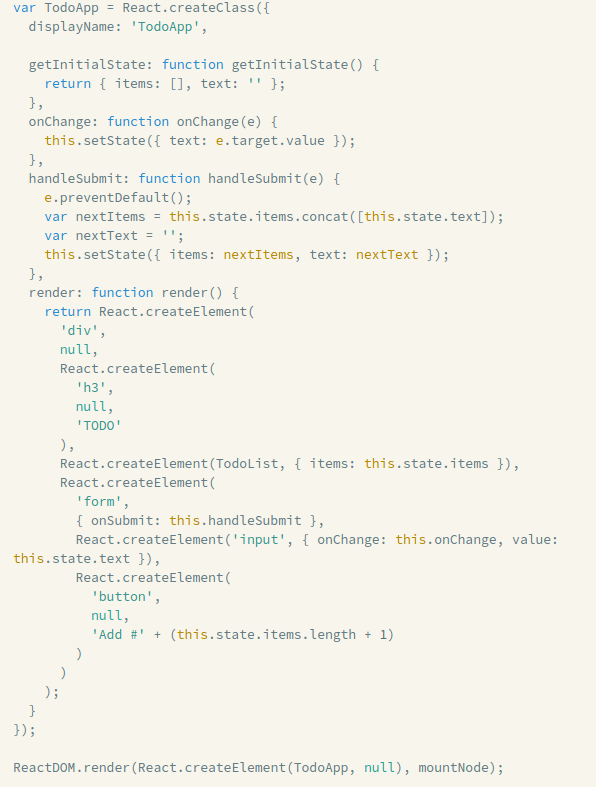 var TodoApp = React.createClass({
  displayName: 'TodoApp',

  getInitialState: function getInitialState() {
    return { items: [], text: '' };
  },
  onChange: function onChange(e) {
    this.setState({ text: e.target.value });
  },
  handleSubmit: function handleSubmit(e) {
    e.preventDefault();
    var nextItems = this.state.items.concat([this.state.text]);
    var nextText = '';
    this.setState({ items: nextItems, text: nextText });
  },
  render: function render() {
    return React.createElement(
      'div',
      null,
      React.createElement(
        'h3',
        null,
        'TODO'
      ),
      React.createElement(TodoList, { items: this.state.items }),
      React.createElement(
        'form',
        { onSubmit: this.handleSubmit },
        React.createElement('input', { onChange: this.onChange, value:
this.state.text }),
        React.createElement(
          'button',
          null,
          'Add #' + (this.state.items.length + 1)
        )
      )
    );
  }
});

ReactDOM.render(React.createElement(TodoApp, null), mountNode);